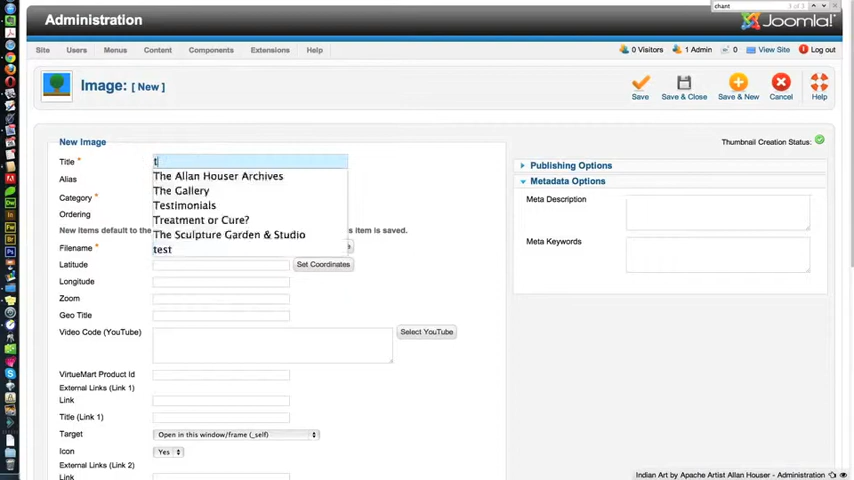 chant
3 of 3
Administration
Joomla!
Site Users Menus Content Components Extensions Help
0 Visitors 1 Admin 0 View Site Log out
Image: [ New ]
Save Save & Close Save & New Cancel Help
New Image
Thumbnail Creation Status:
Title * t
The Allan Houser Archives
The Gallery
Testimonials
Treatment or Cure?
The Sculpture Garden & Studio
test
Alias
Category *
Ordering
New items default to the is item is saved.
Filename *
Latitude Set Coordinates
Longitude
Zoom
Geo Title
Video Code (YouTube) Select YouTube
VirtueMart Product Id
External Links (Link 1)
Link
Title (Link 1)
Target Open in this window/frame (_self)
Icon Yes
External Links (Link 2)
Link
Publishing Options
Metadata Options
Meta Description
Meta Keywords
Indian Art by Apache Artist Allan Houser - Administration